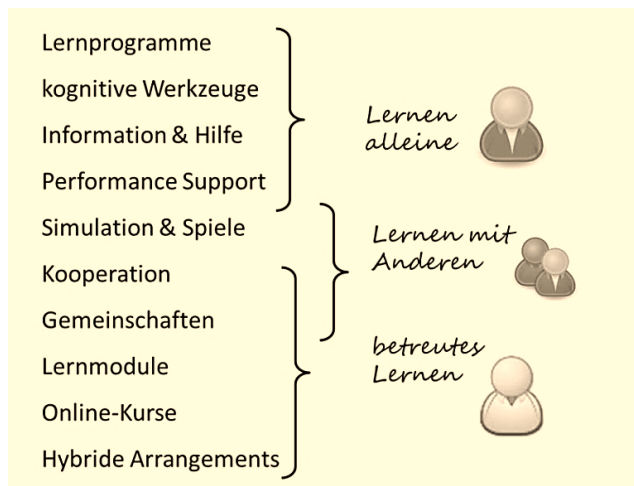 Lernprogramme
kognitive Werkzeuge
Information & Hilfe
Performance Support
Simulation & Spiele
Kooperation
Gemeinschaften
Lernmodule
Online-Kurse
Hybride Arrangements
Lernen
alleine
Lernen mit
Anderen
betreutes
Lernen